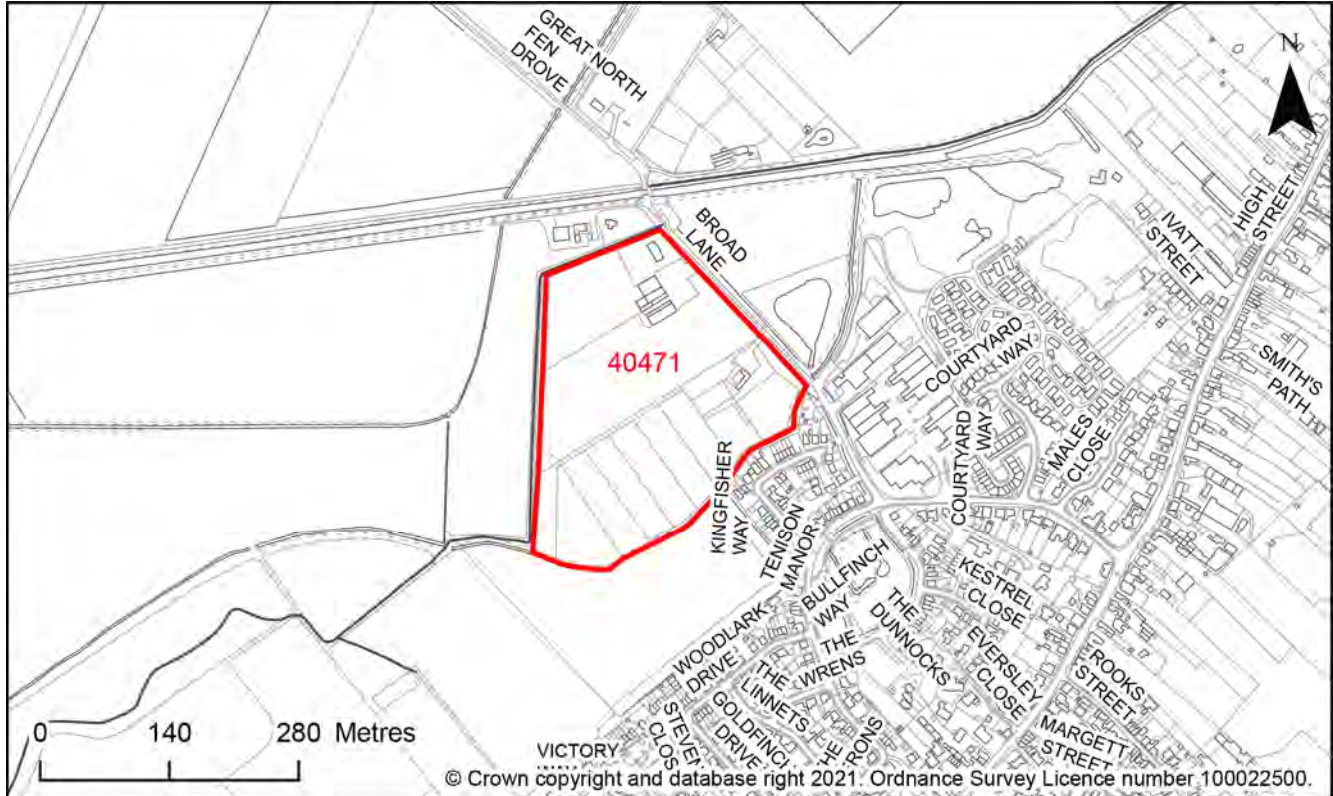 GREAT NORTH
FEN
DROVE
N
BROAD
LANE
IVATT
STREET
HIGH
STREET
SMITH'S
PATH
40471
COURTYARD
WAY
COURTYARD
WAY
MALES
CLOSE
KINGFISHER
WAY
TENISON
MANOR
BULLFINCH
WAY
KESTREL
CLOSE
THE
DUNNOCKS
EVERSLEY
CLOSE
WOODLARK
DRIVE
THE
WRENS
THE
LINNETS
ROOKS
STREET
GOLDFINCH
DRIVE
MARGETT
STREET
THE
0
140
280 Metres
VICTORY
© Crown copyright and database right 2021. Ordnance Survey Licence number 100022500.